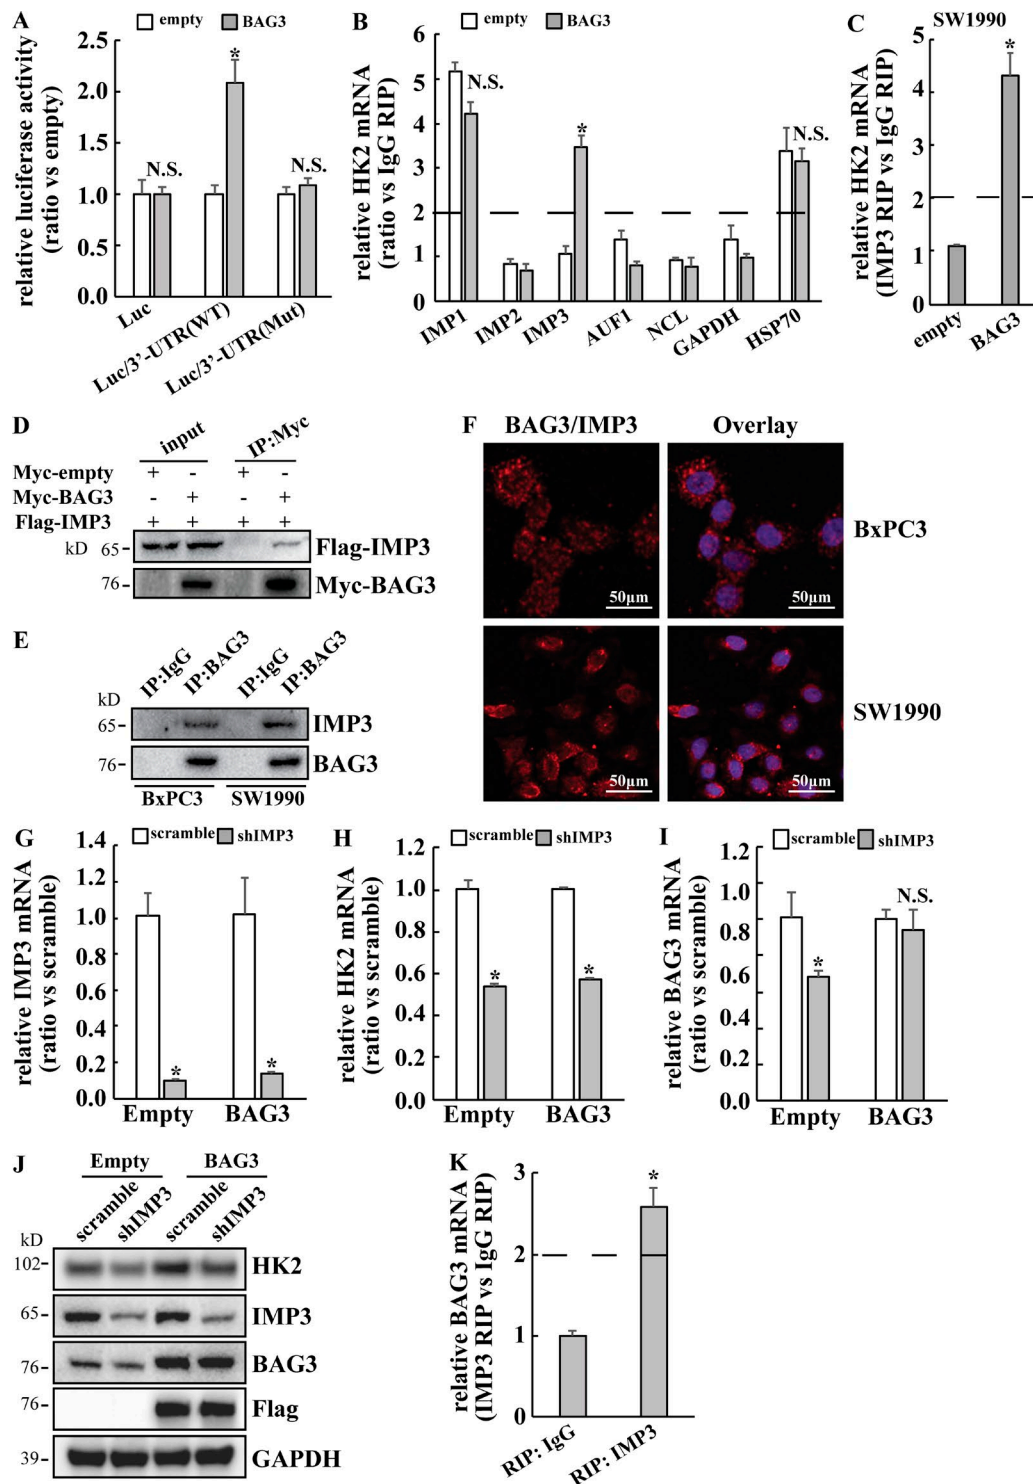 A
empty BAG3
relative luciferase activity
(ratio vs empty)
2.5
2.0
1.5
1.0
0.5
0.0
N.S.
*
N.S.
Luc
Luc/3'-UTR(WT)
Luc/3'-UTR(Mut)
B
empty BAG3
relative HK2 mRNA
(ratio vs IgG RIP)
6
5
4
3
2
1
0
N.S.
*
N.S.
IMP1
IMP2
IMP3
AUF1
NCL
GAPDH
HSP70
C
SW1990
relative HK2 mRNA
(IMP3 RIP vs IgG RIP)
5
4
3
2
1
0
*
empty
BAG3
D
input IP:Myc
Myc-empty + - + -
Myc-BAG3 - + - +
Flag-IMP3 + + + +
kD 65- Flag-IMP3
76- Myc-BAG3
E
IP:IgG IP:BAG3 IP:IgG IP:BAG3
kD
65- IMP3
76- BAG3
BxPC3 SW1990
F
BAG3/IMP3 Overlay
50μm 50μm
BxPC3
50μm 50μm
SW1990
G
scramble shIMP3
relative IMP3 mRNA
(ratio vs scramble)
1.4
1.2
1.0
0.8
0.6
0.4
0.2
0.0
*
*
Empty BAG3
H
scramble shIMP3
relative HK2 mRNA
(ratio vs scramble)
1.2
1.0
0.8
0.6
0.4
0.2
0.0
*
*
Empty BAG3
I
scramble shIMP3
relative BAG3 mRNA
(ratio vs scramble)
1.2
1.0
0.8
0.6
0.4
0.2
0.0
*
N.S.
Empty BAG3
J
Empty BAG3
scramble shIMP3 scramble shIMP3
kD
102- HK2
65- IMP3
76- BAG3
76- Flag
39- GAPDH
K
relative BAG3 mRNA
(IMP3 RIP vs IgG RIP)
3
2
1
0
*
RIP: IgG
RIP: IMP3